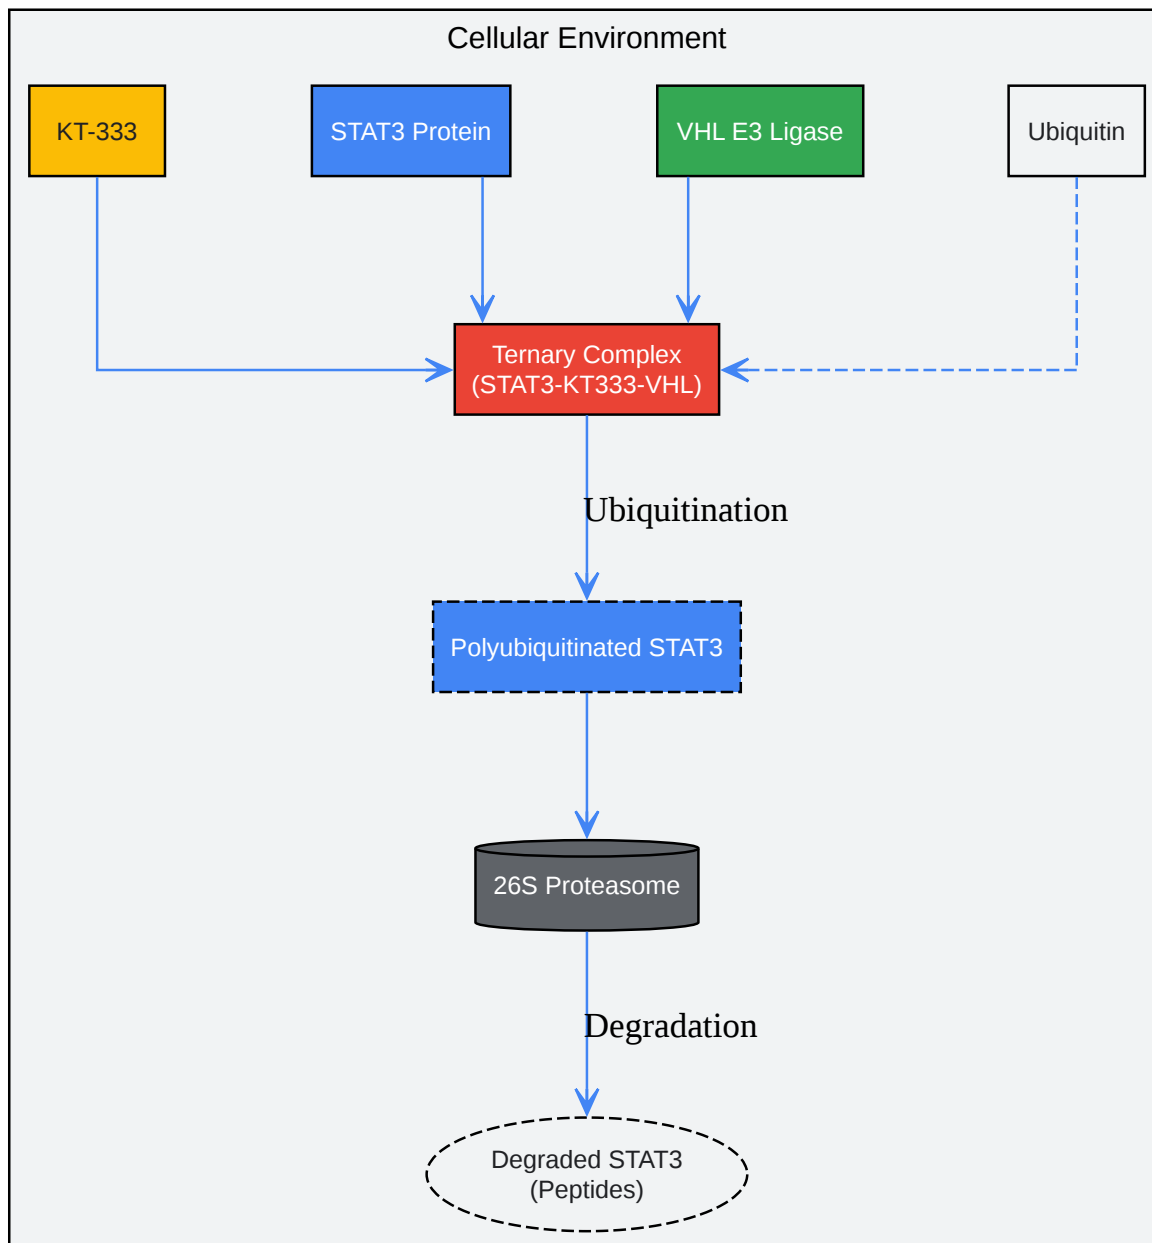 Cellular Environment
KT-333
STAT3 Protein
VHL E3 Ligase
Ubiquitin
Ternary Complex
(STAT3-KT333-VHL)
Ubiquitination
Polyubiquitinated STAT3
26S Proteasome
Degradation
Degraded STAT3
(Peptides)